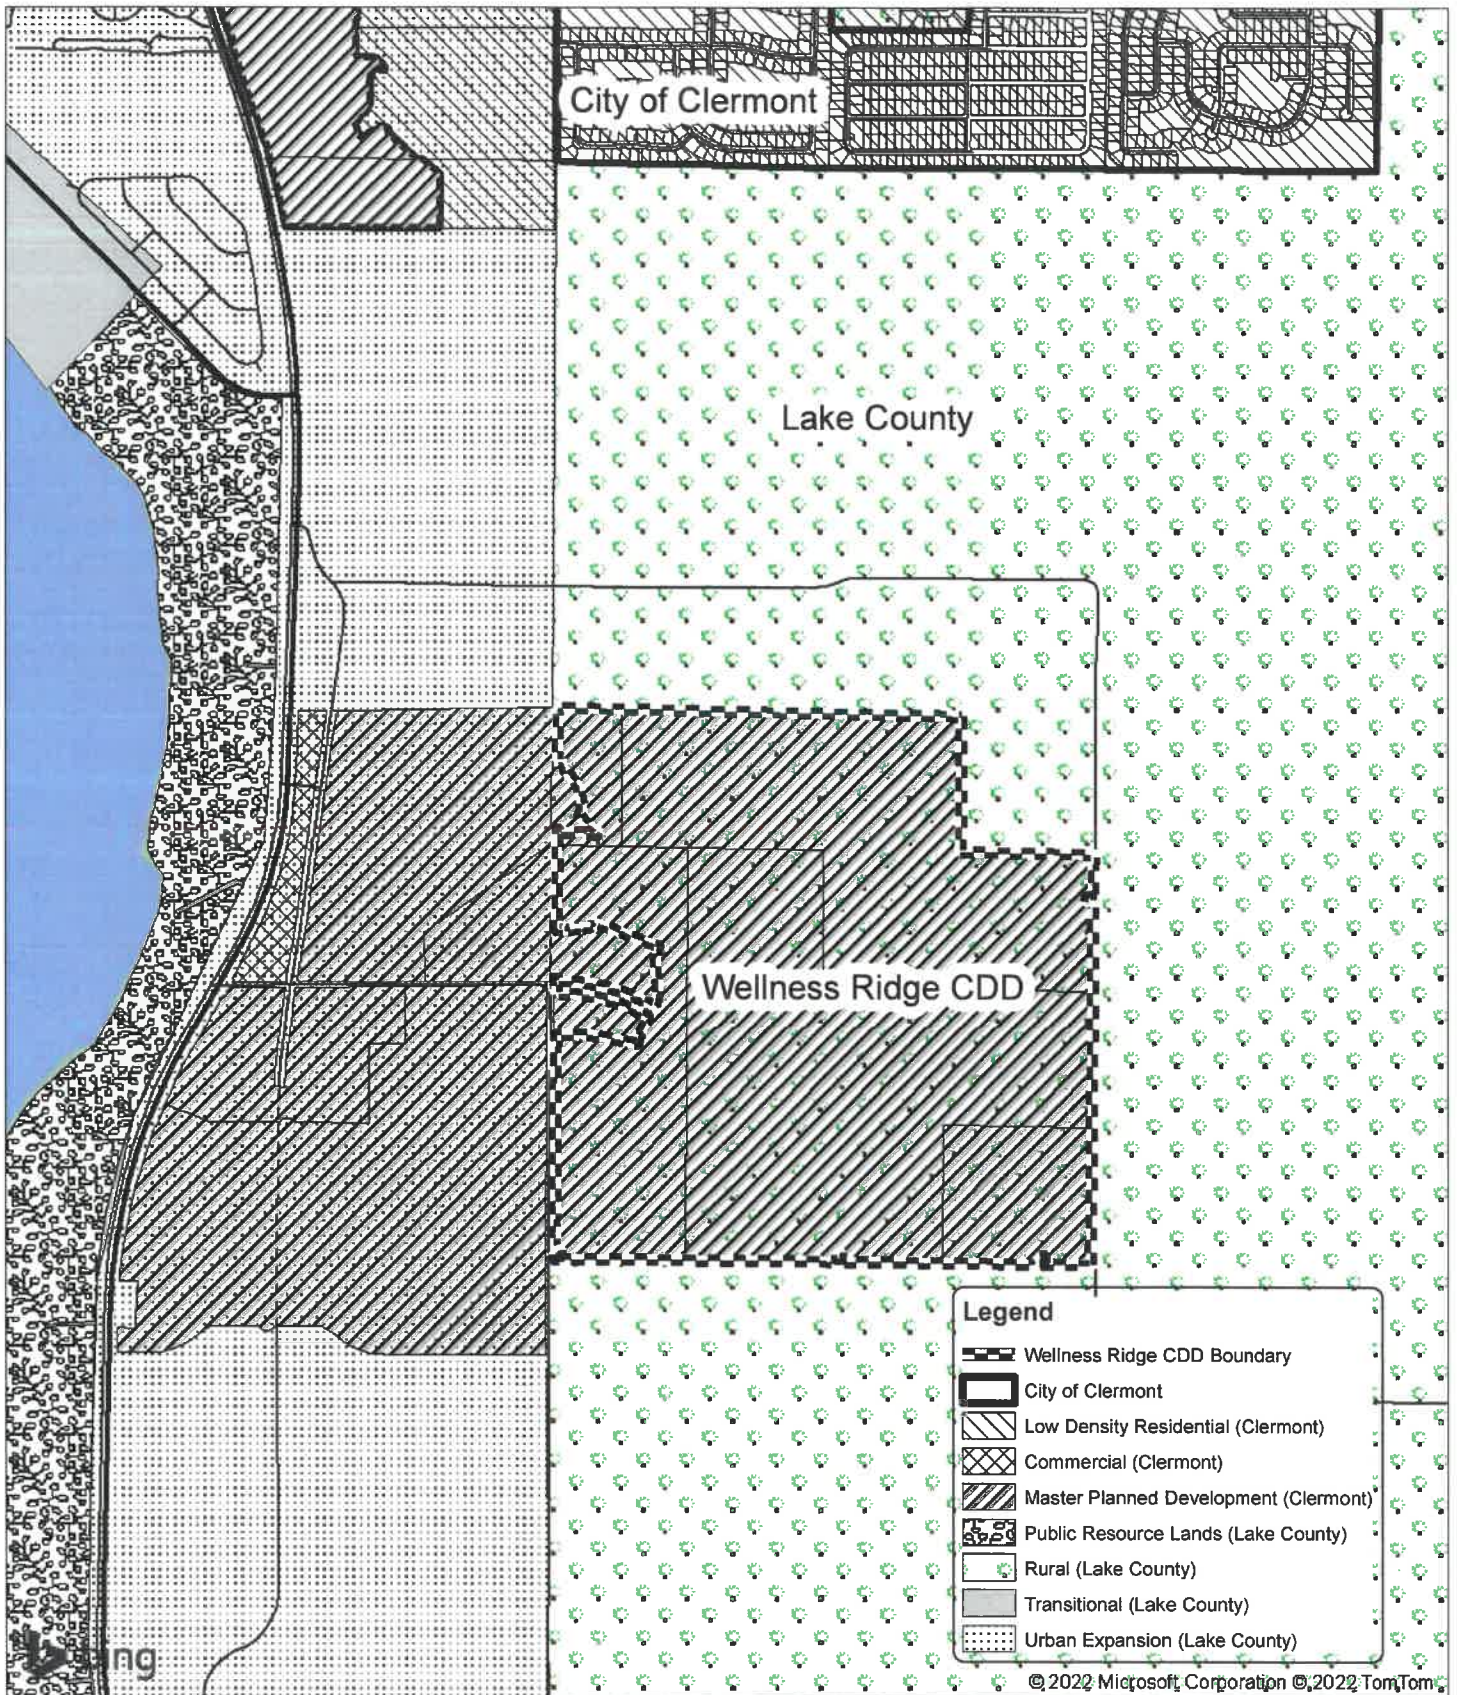 City of Clermont
Lake County
Wellness Ridge CDD
Legend
Wellness Ridge CDD Boundary
City of Clermont
Low Density Residential (Clermont)
Commercial (Clermont)
Master Planned Development (Clermont)
Public Resource Lands (Lake County)
Rural (Lake County)
Transitional (Lake County)
Urban Expansion (Lake County)
© 2022 Microsoft Corporation © 2022 TomTom